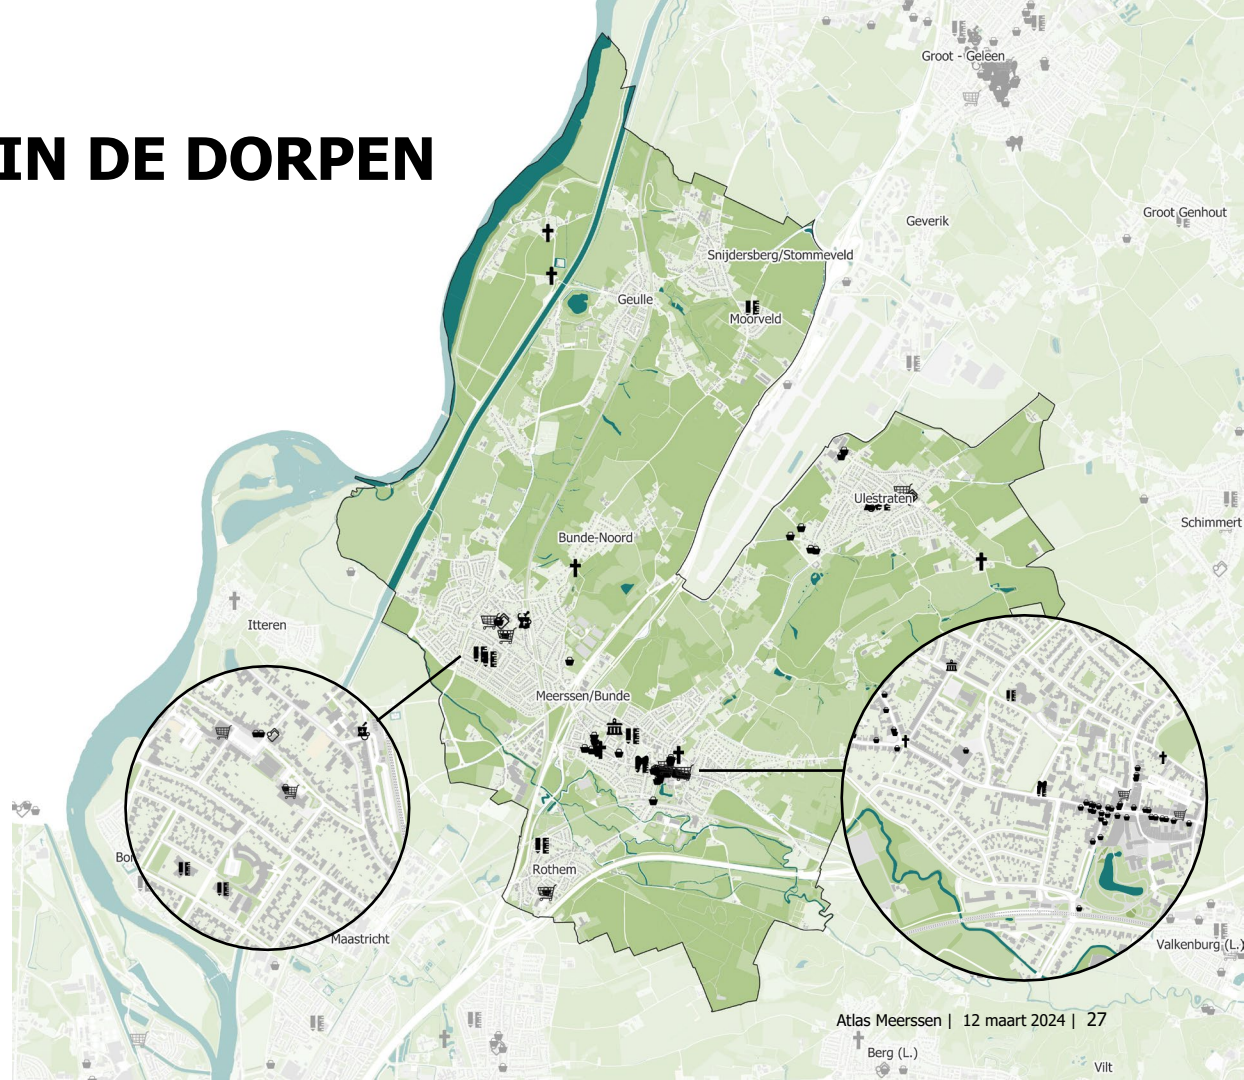 Groot - Geleen
IN DE DORPEN
Groot Genhout
Geverik
Snijdersberg/Stommeveld
Geulle
Moorveld
Ulestraten
Schimmert
Bunde-Noord
Itteren
Meerssen/Bunde
Rothem
Maastricht
Valkenburg (L.)
Atlas Meerssen | 12 maart 2024 | 27
Berg (L.)
Vilt